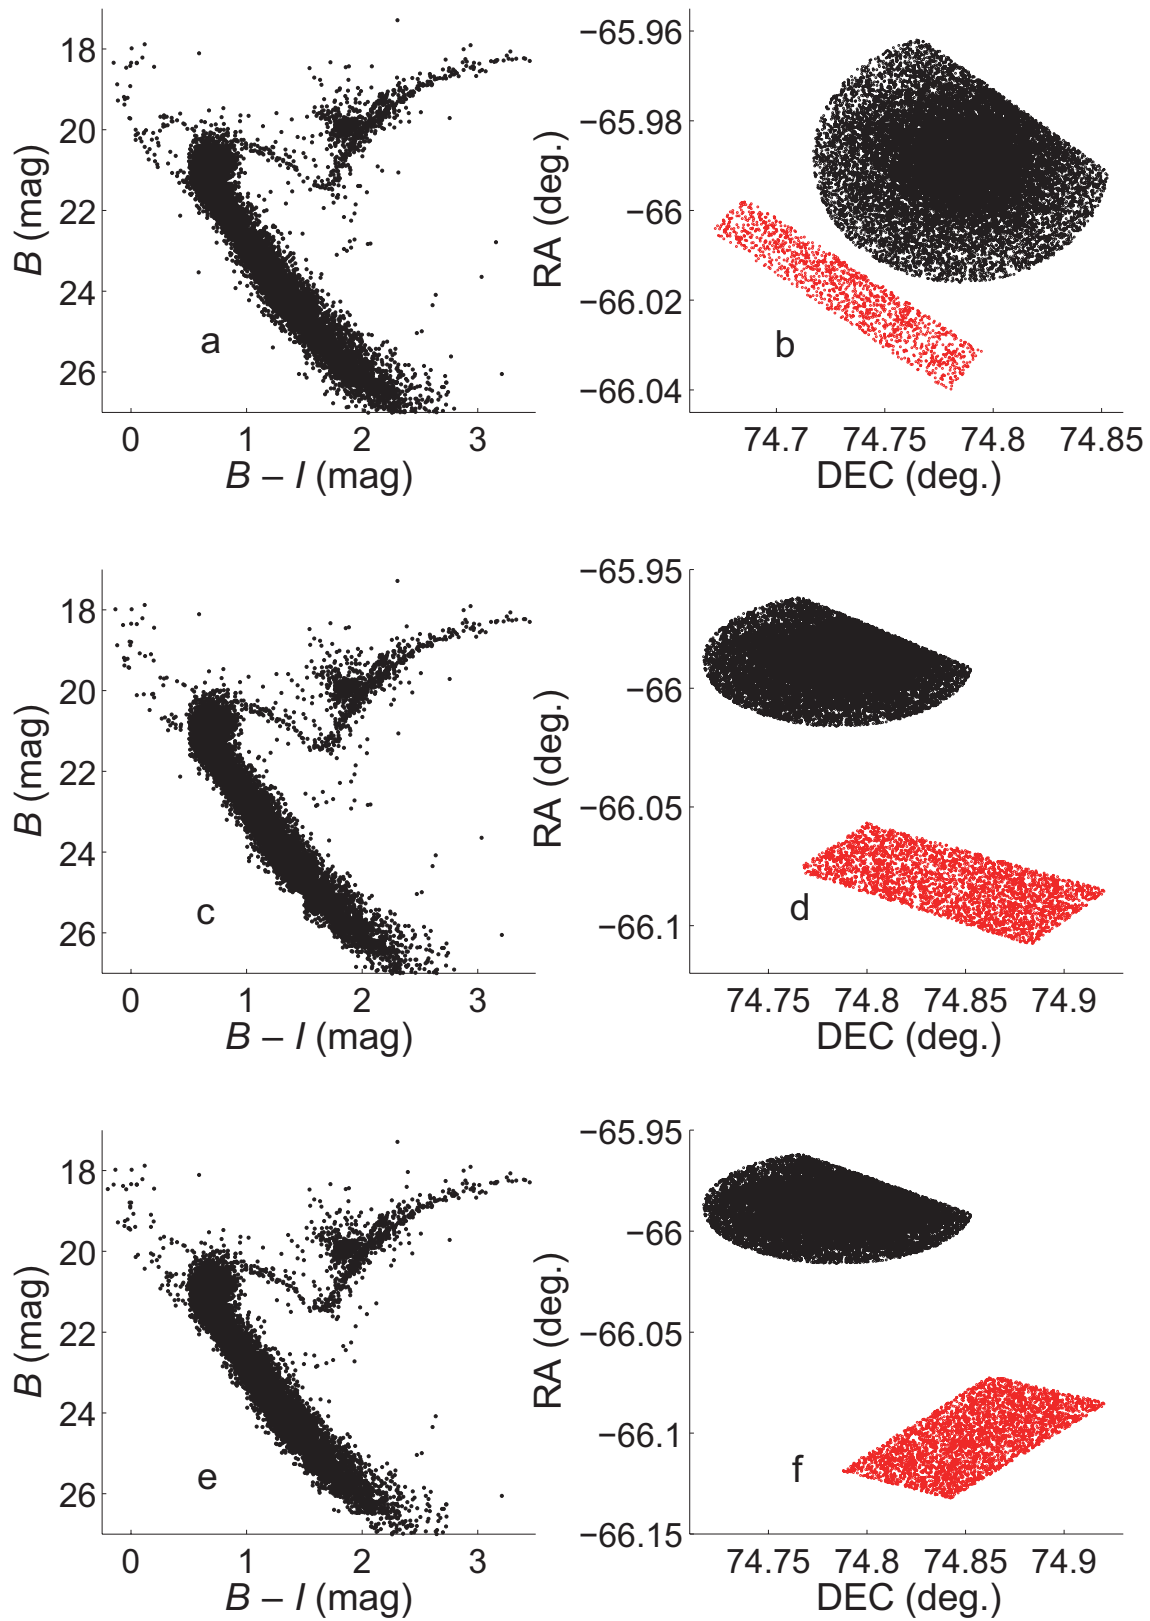 18
20
22
24
26
B (mag)
a
0 1 2 3
B – I (mag)
−65.96
−65.98
−66
−66.02
−66.04
RA (deg.)
b
74.7 74.75 74.8 74.85
DEC (deg.)
18
20
22
24
26
B (mag)
c
0 1 2 3
B – I (mag)
−65.95
−66
−66.05
−66.1
RA (deg.)
d
74.75 74.8 74.85 74.9
DEC (deg.)
18
20
22
24
26
B (mag)
e
0 1 2 3
B – I (mag)
−65.95
−66
−66.05
−66.1
−66.15
RA (deg.)
f
74.75 74.8 74.85 74.9
DEC (deg.)